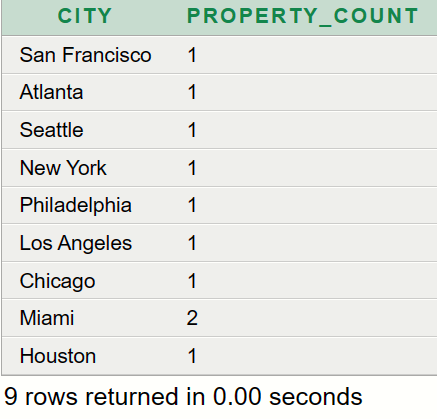 CITY PROPERTY_COUNT
San Francisco 1
Atlanta 1
Seattle 1
New York 1
Philadelphia 1
Los Angeles 1
Chicago 1
Miami 2
Houston 1
9 rows returned in 0.00 seconds